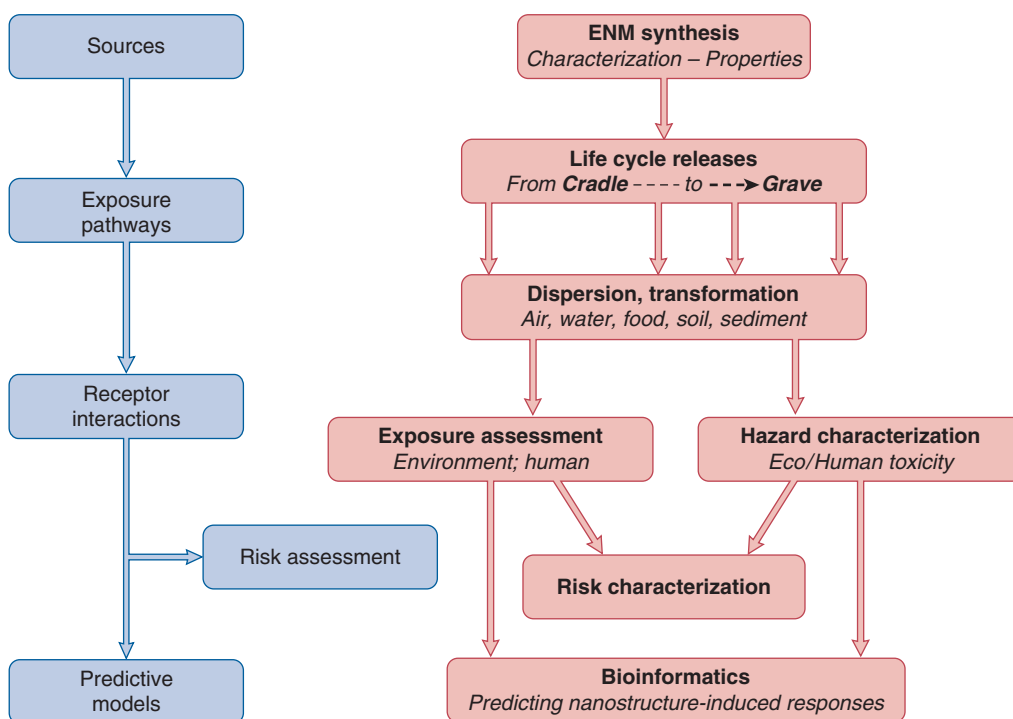 Sources
Exposure
pathways
Receptor
interactions
Risk assessment
Predictive
models
ENM synthesis
Characterization – Properties
Life cycle releases
From Cradle ---- to ---➤ Grave
Dispersion, transformation
Air, water, food, soil, sediment
Exposure assessment
Environment; human
Hazard characterization
Eco/Human toxicity
Risk characterization
Bioinformatics
Predicting nanostructure-induced responses